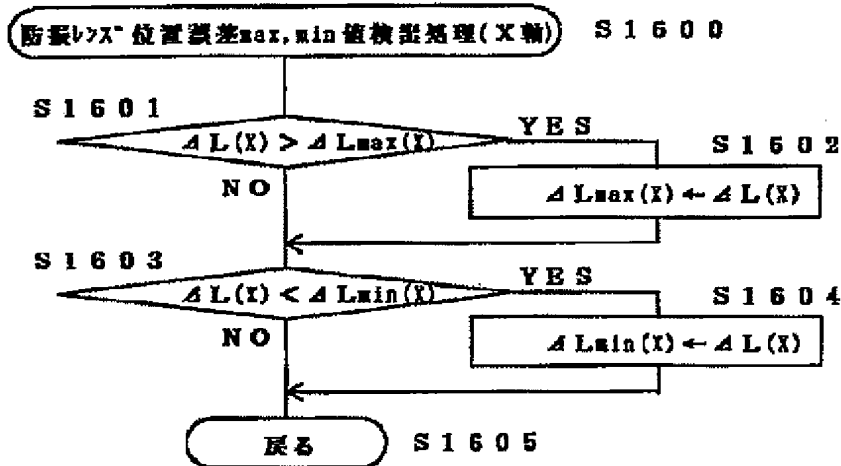 防振レンズ位置誤差max,min値検出処理(X軸) S1600
S1601
ΔL(X)>ΔLmax(X)
YES
S1602
NO
ΔLmax(X)←ΔL(X)
S1603
ΔL(X)<ΔLmin(X)
YES
S1604
NO
ΔLmin(X)←ΔL(X)
戻る S1605